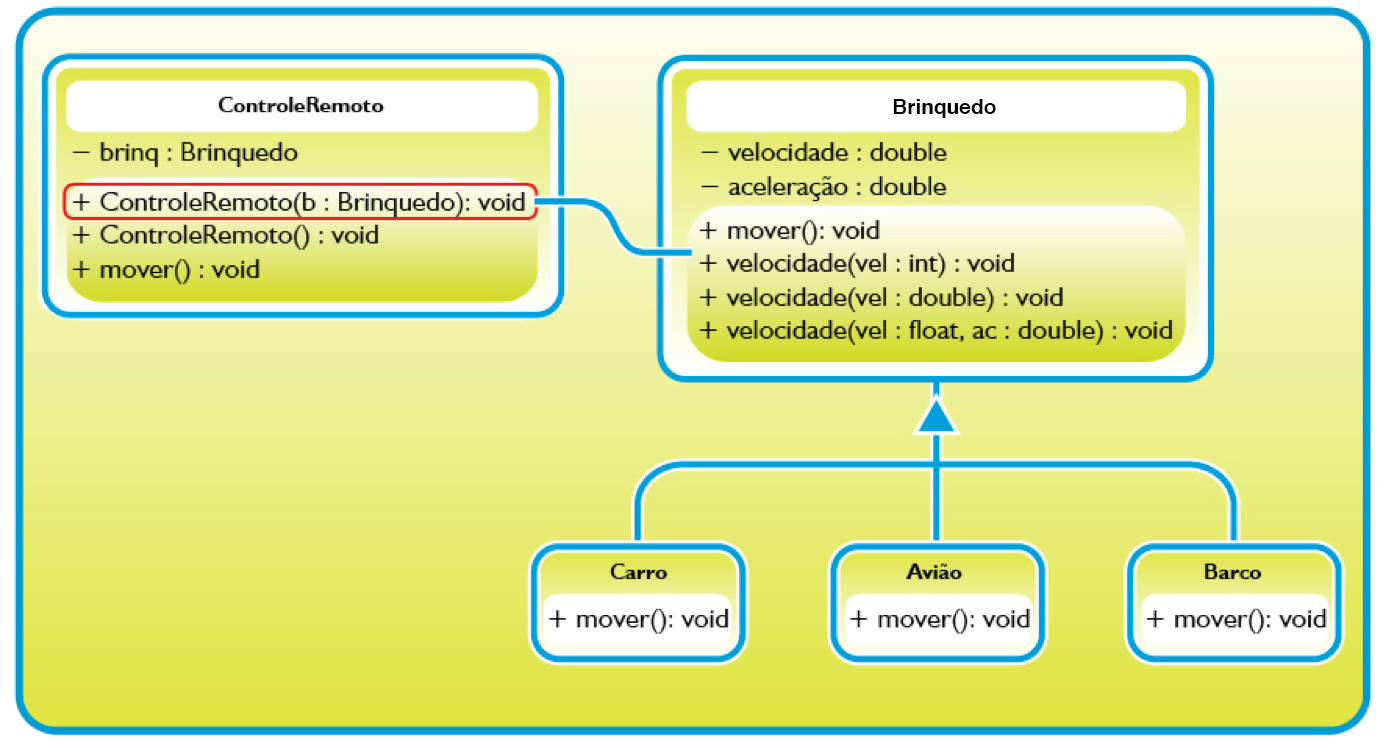 ControleRemoto
− brinq : Brinquedo
+ ControleRemoto(b : Brinquedo): void
+ ControleRemoto() : void
+ mover() : void
Brinquedo
− velocidade : double
− aceleração : double
+ mover(): void
+ velocidade(vel : int) : void
+ velocidade(vel : double) : void
+ velocidade(vel : float, ac : double) : void
Carro
+ mover(): void
Avião
+ mover(): void
Barco
+ mover(): void